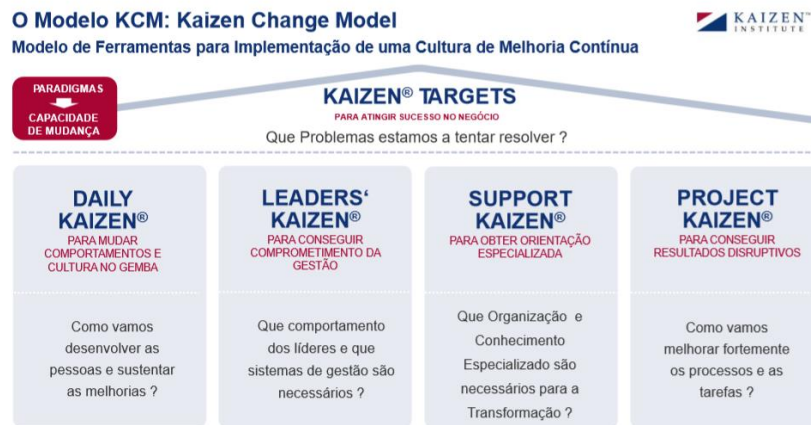 O Modelo KCM: Kaizen Change Model
KAIZEN™
INSTITUTE
Modelo de Ferramentas para Implementação de uma Cultura de Melhoria Contínua
PARADIGMAS
CAPACIDADE
DE MUDANÇA
KAIZEN® TARGETS
PARA ATINGIR SUCESSO NO NEGÓCIO
Que Problemas estamos a tentar resolver ?
DAILY
KAIZEN®
PARA MUDAR
COMPORTAMENTOS E
CULTURA NO GEMBA
Como vamos
desenvolver as
pessoas e sustentar
as melhorias ?
LEADERS‘
KAIZEN®
PARA CONSEGUIR
COMPROMETIMENTO DA
GESTÃO
Que comportamento
dos líderes e que
sistemas de gestão são
necessários ?
SUPPORT
KAIZEN®
PARA OBTER ORIENTAÇÃO
ESPECIALIZADA
Que Organização e
Conhecimento
Especializado são
necessários para a
Transformação ?
PROJECT
KAIZEN®
PARA CONSEGUIR
RESULTADOS DISRUPTIVOS
Como vamos
melhorar fortemente
os processos e as
tarefas ?